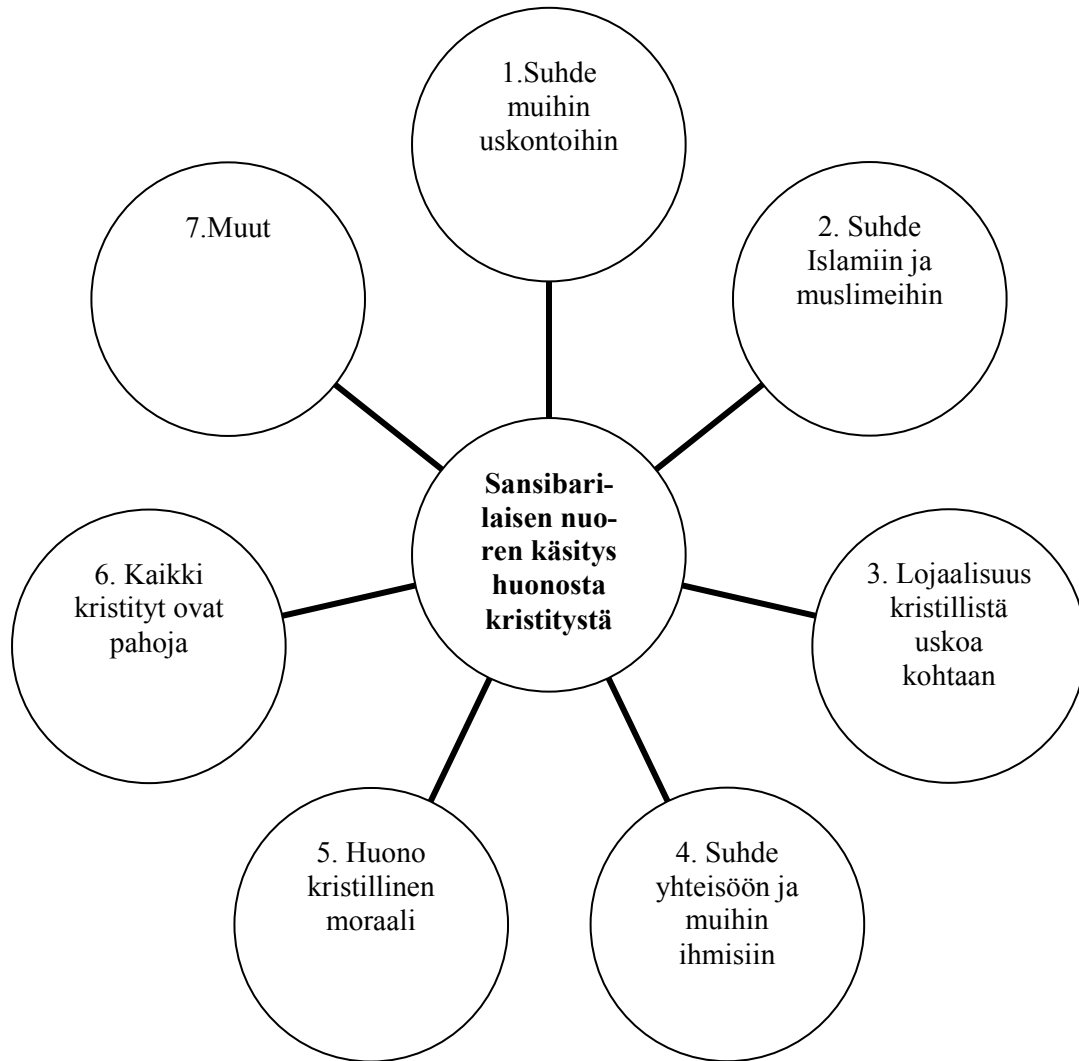 1.Suhde
muihin
uskontoihin
2. Suhde
Islamiin ja
muslimeihin
3. Lojaalisuus
kristillistä
uskoa
kohtaan
4. Suhde
yhteisöön ja
muihin
ihmisiin
5. Huono
kristillinen
moraali
6. Kaikki
kristityt ovat
pahoja
7.Muut
Sansibari-
laisen nuo-
ren käsitys
huonosta
kristitystä